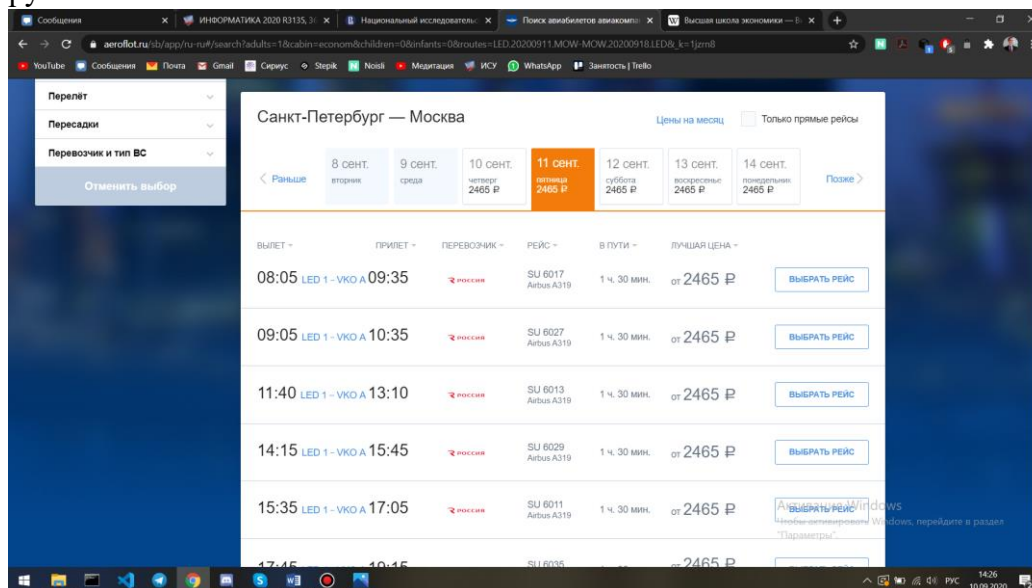 Сообщения ИНФОРМАТИКА 2020 R3135, 3 Национальный исследователь Поиск авиабилетов авиакомпан Высшая школа экономики — В
aeroflot.ru/sb/app/ru-ru#/search?adults=1&cabin=econom&children=0&infants=0&routes=LED.20200911.MOW-MOW.20200918.LED&_k=1jzrn8
YouTube Сообщения Почта Gmail Сириус Stepik Noisli Медитация ИСУ WhatsApp Занятость | Trello
Перелёт
Пересадки
Перевозчик и тип ВС
Отменить выбор
Санкт-Петербург — Москва Цены на месяц Только прямые рейсы
Раньше 8 сент. 9 сент. 10 сент. 11 сент. 12 сент. 13 сент. 14 сент. Позже
вторник среда четверг пятница суббота воскресенье понедельник
2465 ₽ 2465 ₽ 2465 ₽ 2465 ₽ 2465 ₽
ВЫЛЕТ ПРИЛЕТ ПЕРЕВОЗЧИК РЕЙС В ПУТИ ЛУЧШАЯ ЦЕНА
08:05 LED 1 - VKO A 09:35 РОССИЯ SU 6017 Airbus A319 1 ч. 30 мин. от 2465 ₽ ВЫБРАТЬ РЕЙС
09:05 LED 1 - VKO A 10:35 РОССИЯ SU 6027 Airbus A319 1 ч. 30 мин. от 2465 ₽ ВЫБРАТЬ РЕЙС
11:40 LED 1 - VKO A 13:10 РОССИЯ SU 6013 Airbus A319 1 ч. 30 мин. от 2465 ₽ ВЫБРАТЬ РЕЙС
14:15 LED 1 - VKO A 15:45 РОССИЯ SU 6029 Airbus A319 1 ч. 30 мин. от 2465 ₽ ВЫБРАТЬ РЕЙС
15:35 LED 1 - VKO A 17:05 РОССИЯ SU 6011 Airbus A319 1 ч. 30 мин. от 2465 ₽ ВЫБРАТЬ РЕЙС
Активация Windows
Чтобы активировать Windows, перейдите в раздел
"Параметры".
17:45 19:15 SU 6035 2465 ₽
РУС 14:26
10.09.2020